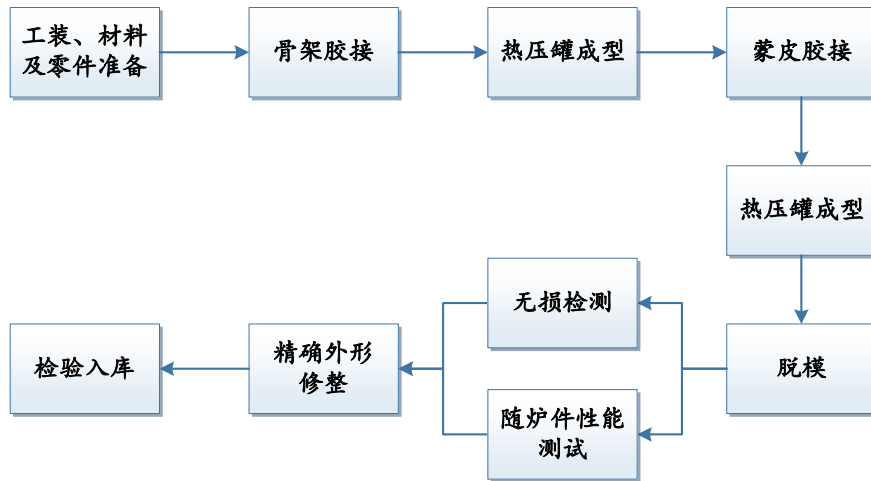 工装、材料
及零件准备
骨架胶接
热压罐成型
蒙皮胶接
热压罐成型
脱模
无损检测
随炉件性能
测试
精确外形
修整
检验入库